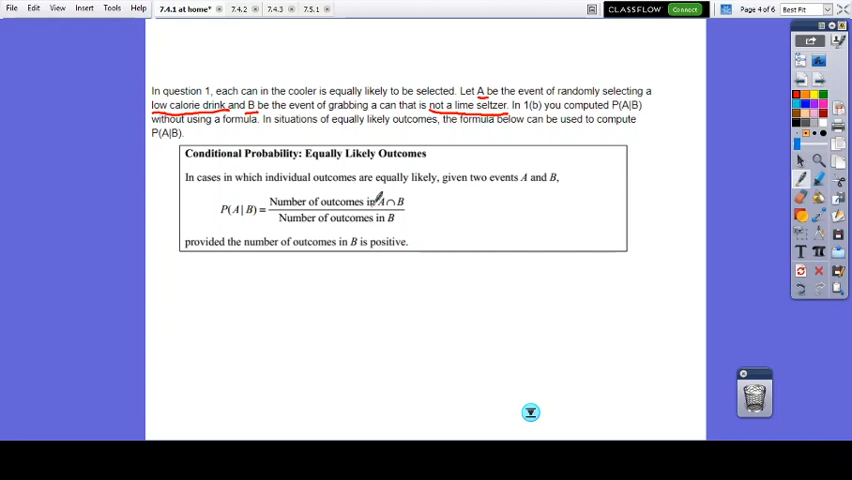 File Edit View Insert Tools Help 7.4.1 at home* 7.4.2 7.4.3 7.5.1 CLASSFLOW Connect Page 4 of 6 Best Fit
In question 1, each can in the cooler is equally likely to be selected. Let A be the event of randomly selecting a
low calorie drink and B be the event of grabbing a can that is not a lime seltzer. In 1(b) you computed P(A|B)
without using a formula. In situations of equally likely outcomes, the formula below can be used to compute
P(A|B).
Conditional Probability: Equally Likely Outcomes
In cases in which individual outcomes are equally likely, given two events A and B,
Number of outcomes in A∩B
P(A | B) =
Number of outcomes in B
provided the number of outcomes in B is positive.